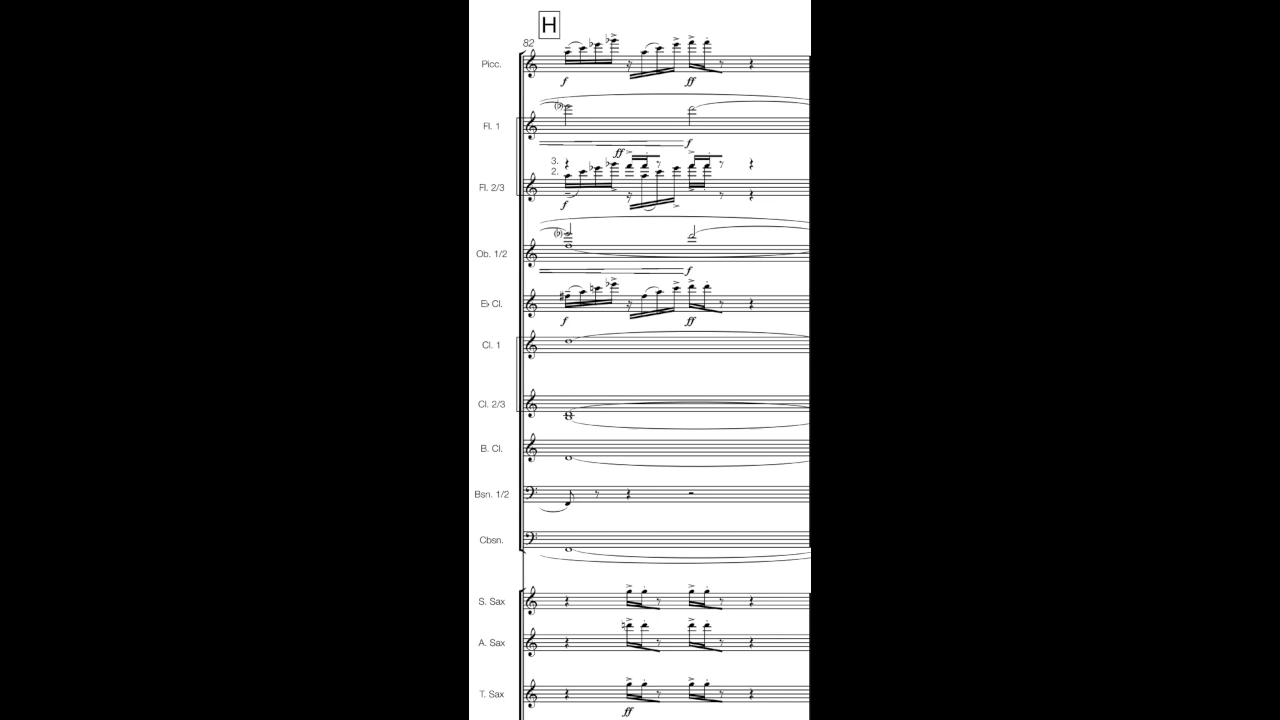 H
82
Picc.
f
ff
Fl. 1
f
ff
3.
2.
Fl. 2/3
f
Ob. 1/2
f
E♭ Cl.
f
ff
Cl. 1
Cl. 2/3
B. Cl.
Bsn. 1/2
Cbsn.
S. Sax
A. Sax
T. Sax
ff